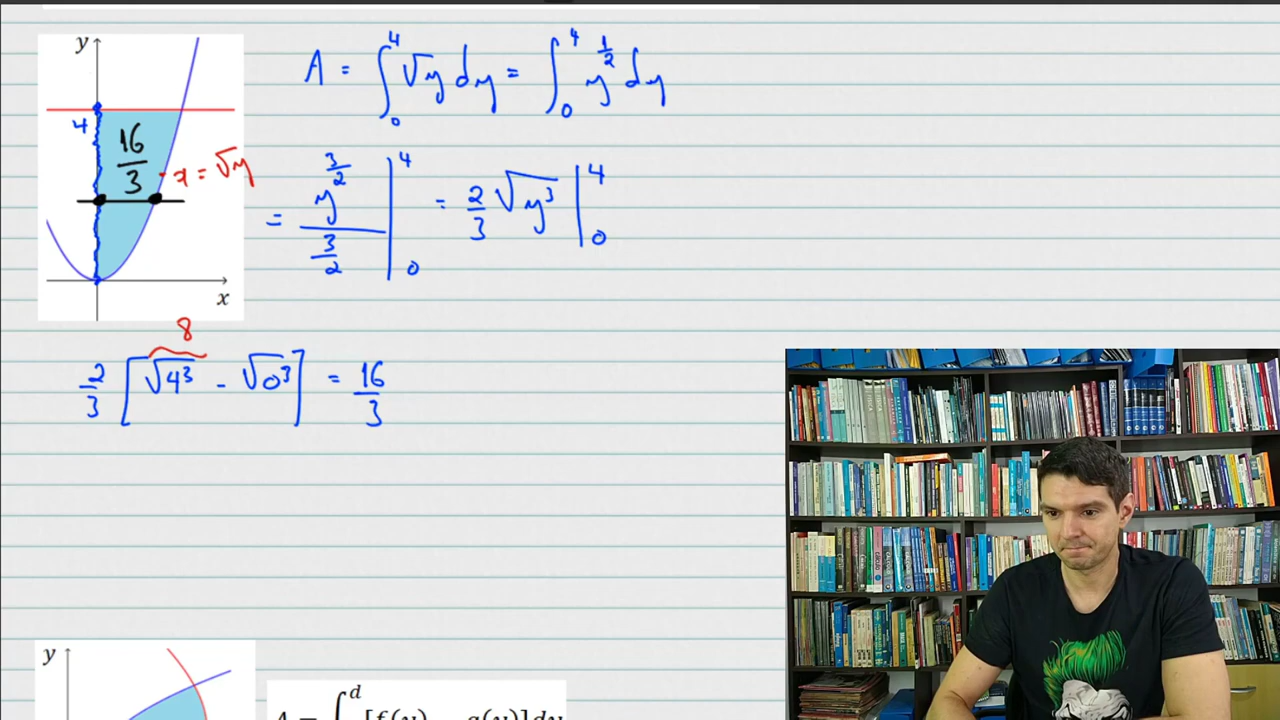 y
A = ∫₀⁴ √y dy = ∫₀⁴ y^{1/2} dy
4
16/3
x = √y
= y^{3/2} / (3/2) |₀⁴ = 2/3 √y³ |₀⁴
x
8
2/3 [√4³ - √0³] = 16/3
y
A = ∫ᵈ [f(y) - g(y)]dy